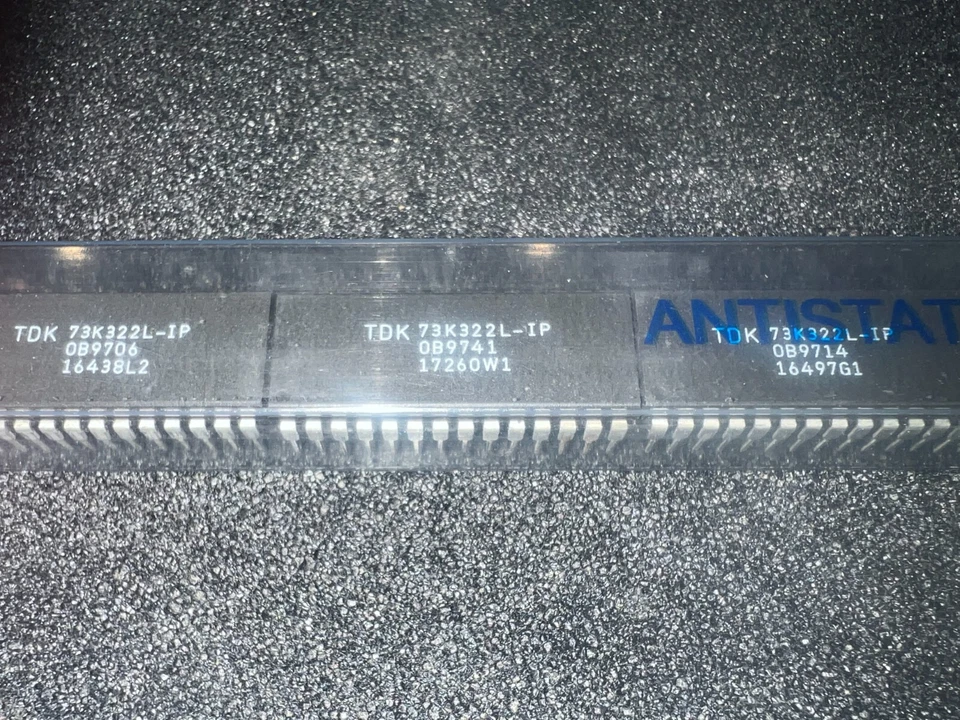 TDK 73K322L-IP
0B9706
16438L2
TDK 73K322L-IP
0B9741
17260W1
ANTISTAT
TDK 73K322L-IP
0B9714
16497G1